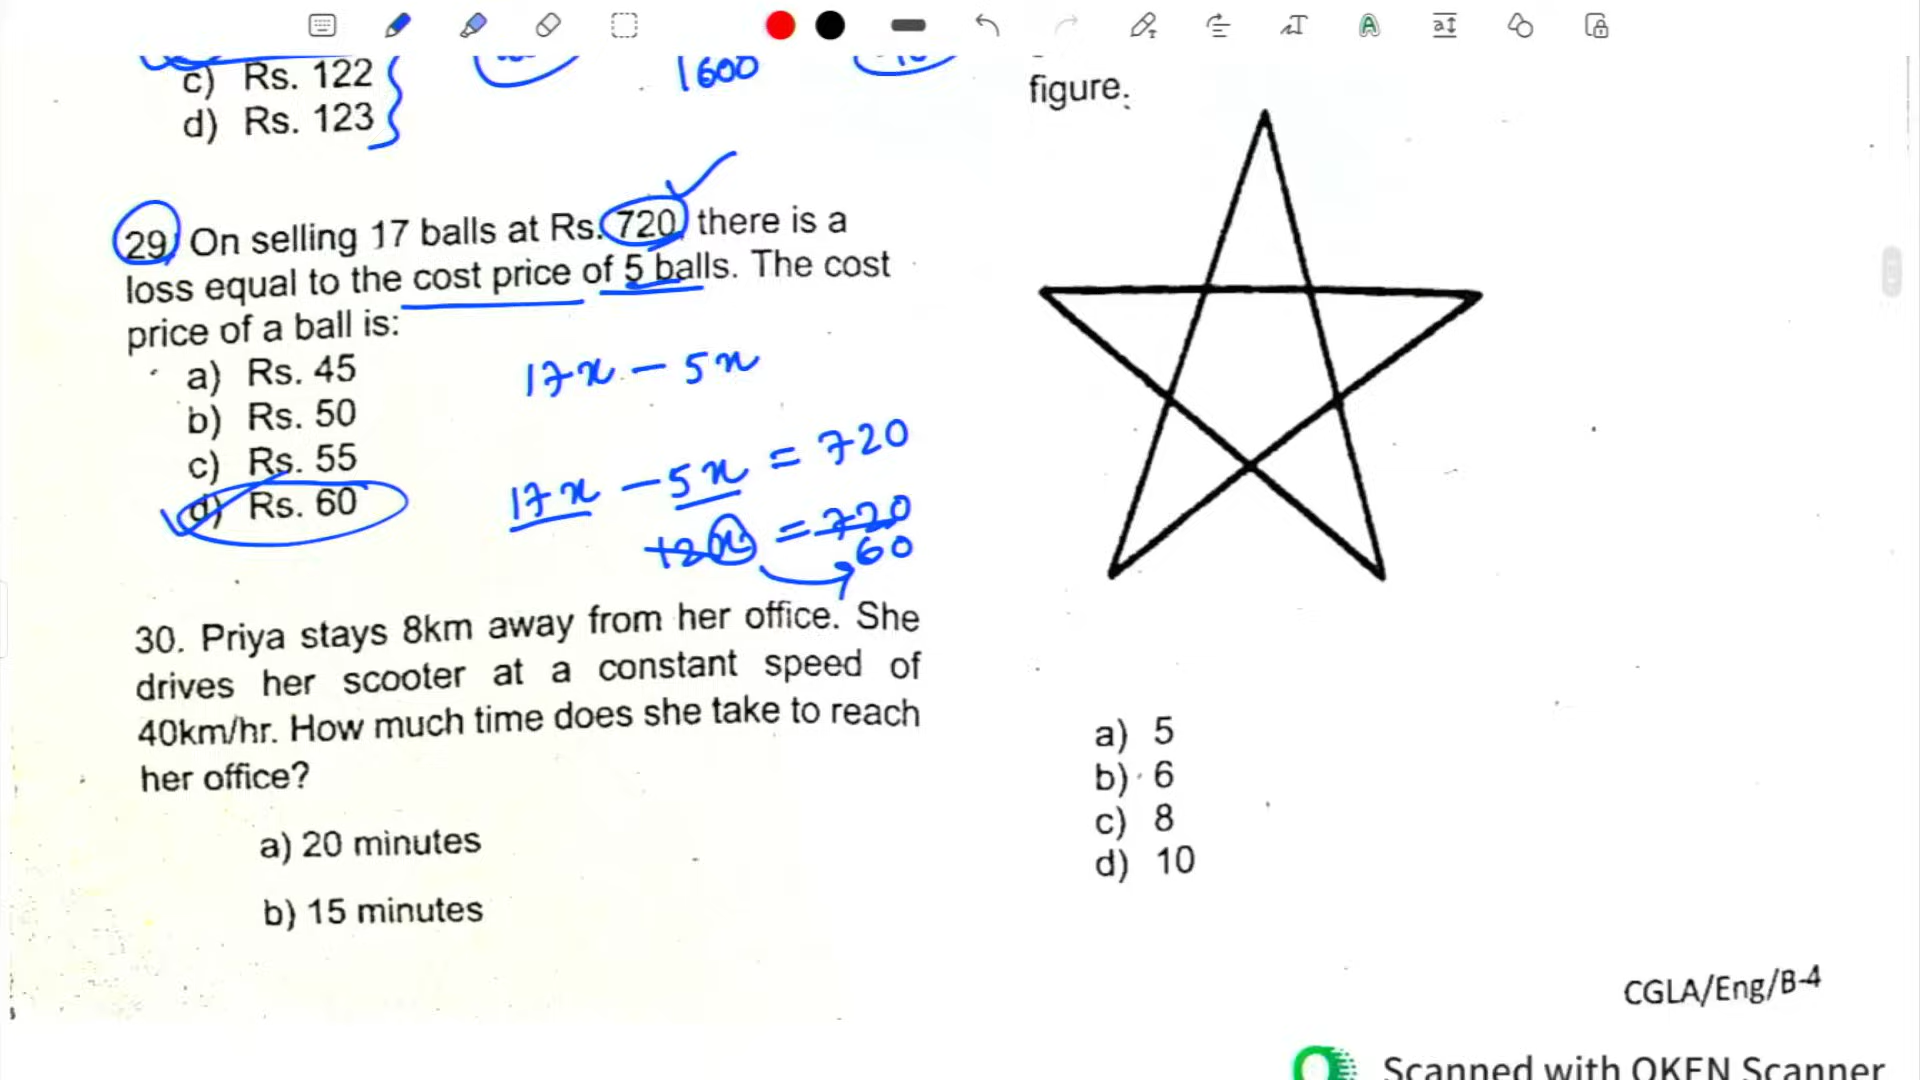 c) Rs. 122
d) Rs. 123
1600
29. On selling 17 balls at Rs. 720, there is a
loss equal to the cost price of 5 balls. The cost
price of a ball is:
a) Rs. 45
b) Rs. 50
c) Rs. 55
d) Rs. 60
17x - 5x
17x - 5x = 720
12x = 720
60
30. Priya stays 8km away from her office. She
drives her scooter at a constant speed of
40km/hr. How much time does she take to reach
her office?
a) 20 minutes
b) 15 minutes
figure.
a) 5
b) 6
c) 8
d) 10
CGLA/Eng/B-4
Scanned with OKEN Scanner